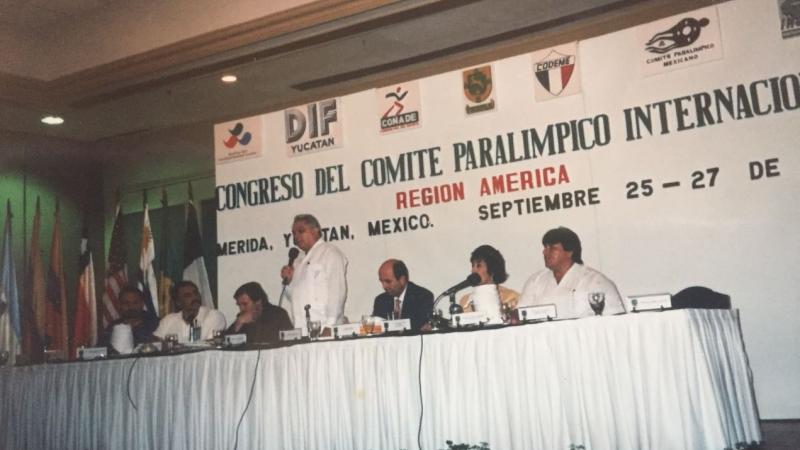 DIF
YUCATAN
CONADE
CODEME
COMITE PARALIMPICO
MEXICANO
CONGRESO DEL COMITE PARALIMPICO INTERNACIO
REGION AMERICA
MERIDA, Y TAN, MEXICO. SEPTIEMBRE 25 – 27 DE